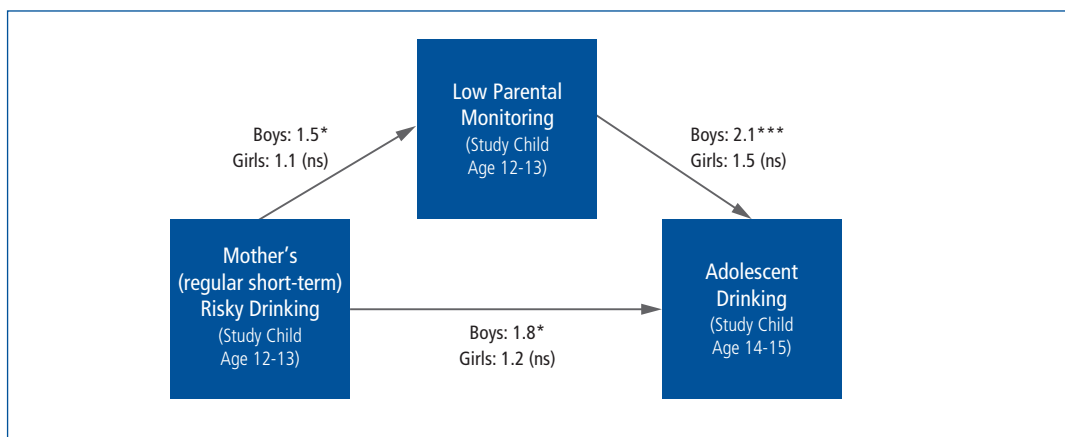 Low Parental
Monitoring
(Study Child
Age 12-13)
Boys: 1.5*
Girls: 1.1 (ns)
Boys: 2.1***
Girls: 1.5 (ns)
Mother’s
(regular short-term)
Risky Drinking
(Study Child
Age 12-13)
Adolescent
Drinking
(Study Child
Age 14-15)
Boys: 1.8*
Girls: 1.2 (ns)